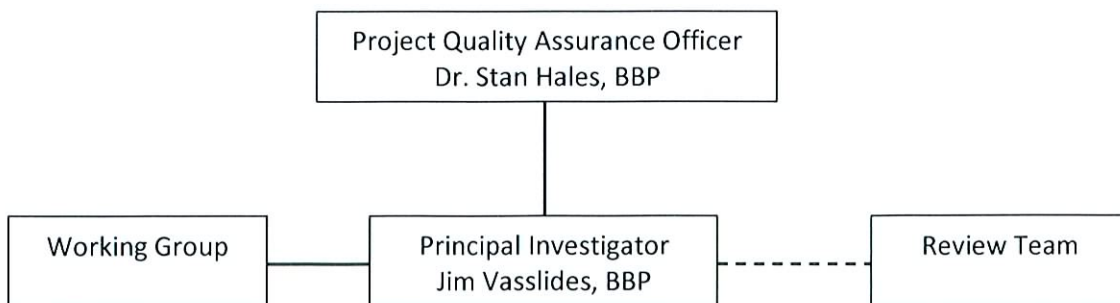 Project Quality Assurance Officer
Dr. Stan Hales, BBP
Working Group
Principal Investigator
Jim Vasslides, BBP
Review Team